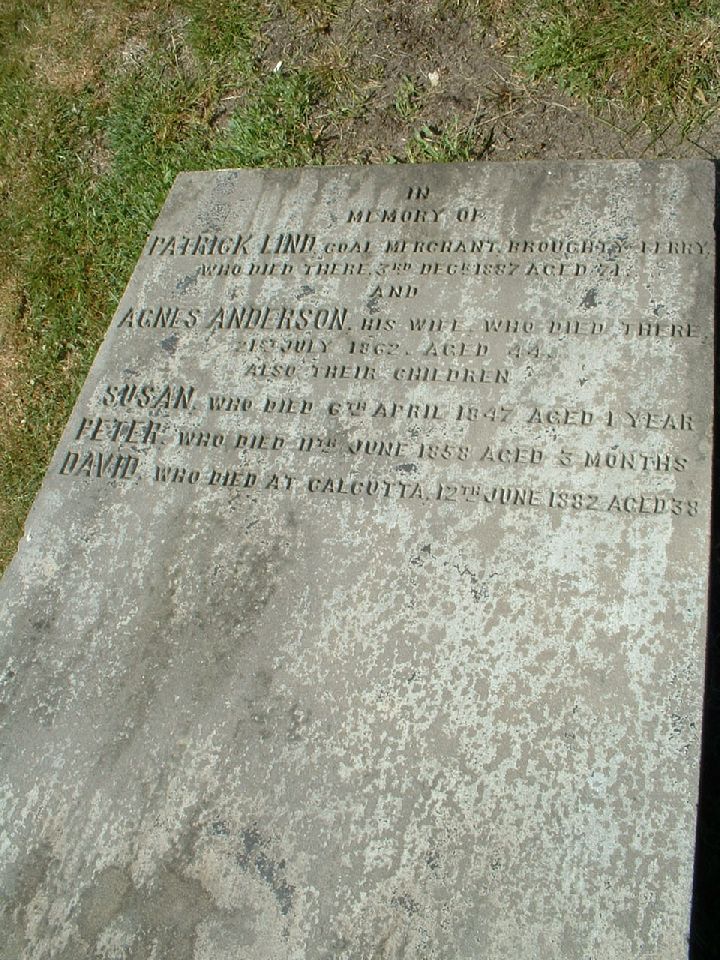 IN
MEMORY OF
PATRICK LIND, COAL MERCHANT, BROUGHTY FERRY,
WHO DIED THERE, 3RD DECR 1887 AGED 74.
AND
AGNES ANDERSON, HIS WIFE, WHO DIED THERE
21ST JULY 1862, AGED 44.
ALSO THEIR CHILDREN
SUSAN, WHO DIED 6TH APRIL 1847 AGED 1 YEAR
PETER, WHO DIED 11TH JUNE 1858 AGED 3 MONTHS
DAVID, WHO DIED AT CALCUTTA, 12TH JUNE 1882 AGED 38